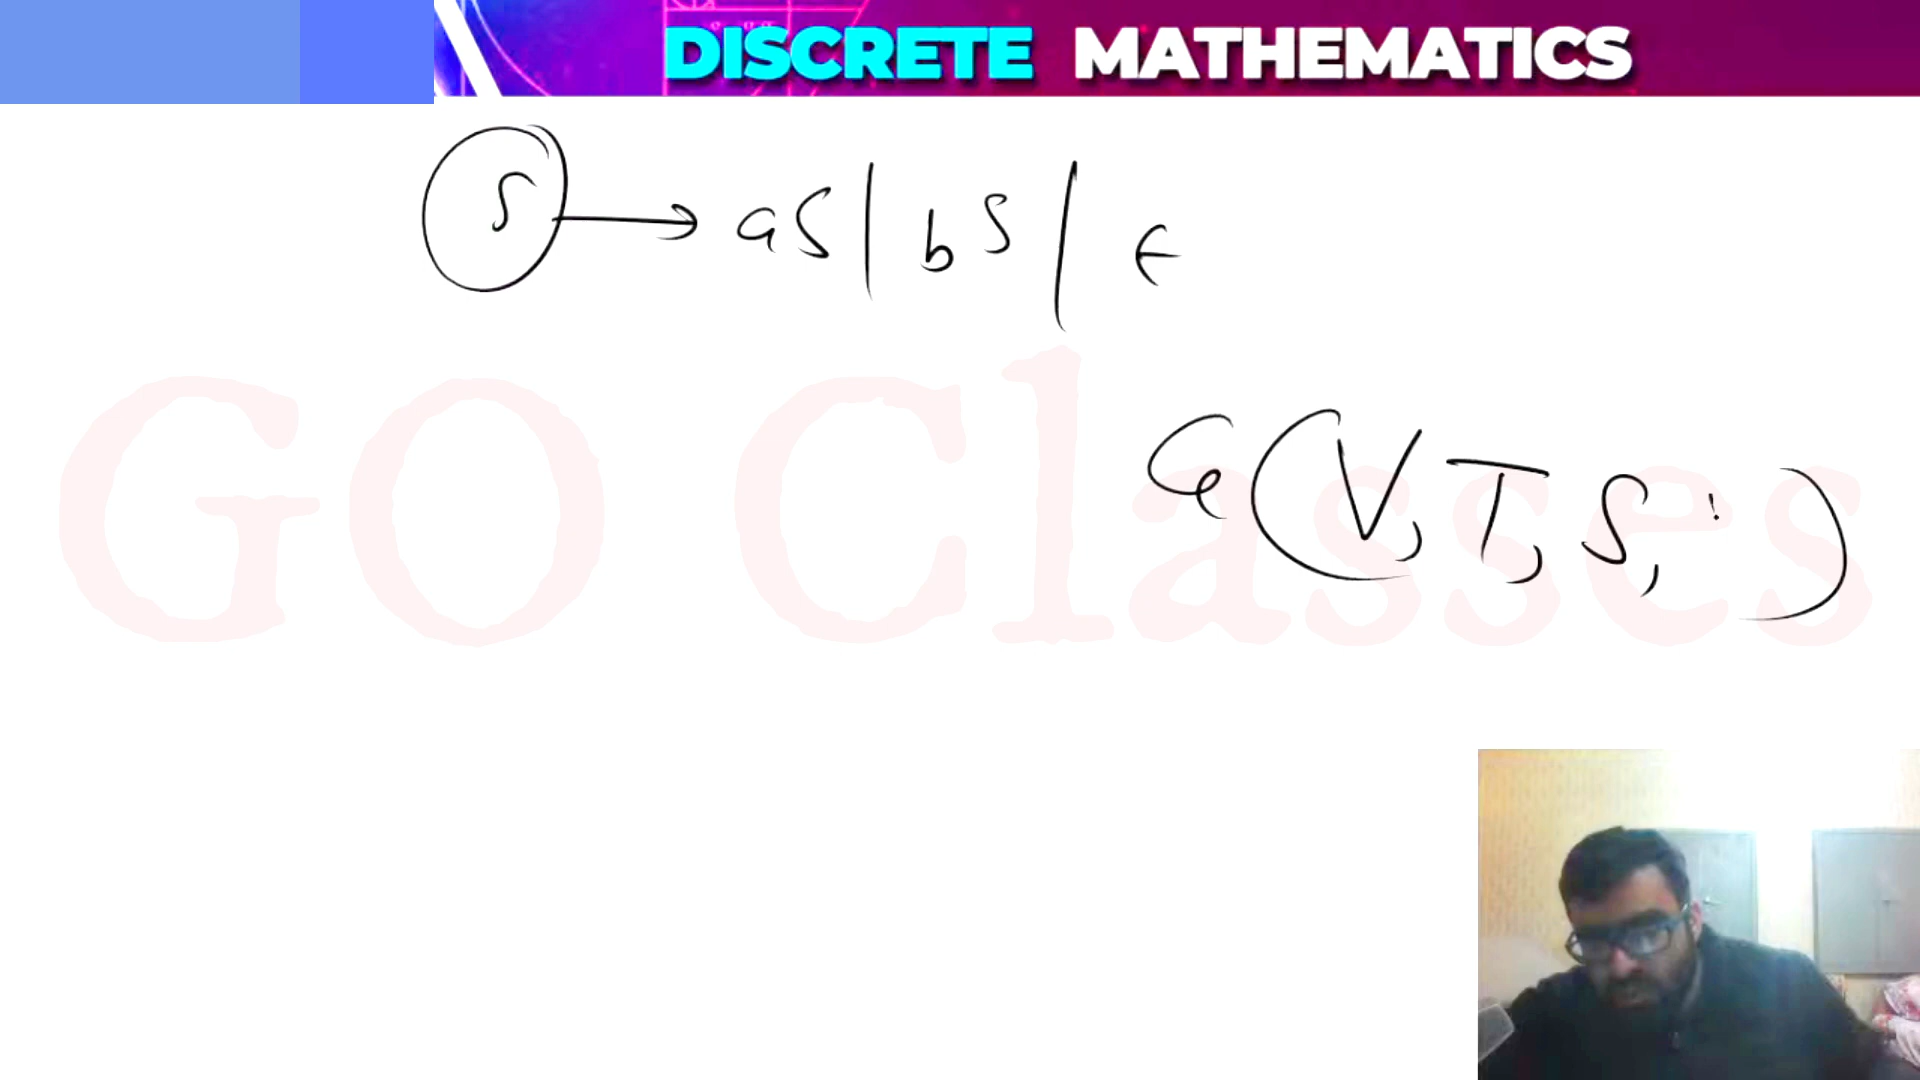 DISCRETE MATHEMATICS
S → aS | bS | ϵ
GO Classes
G(V, T, S, )